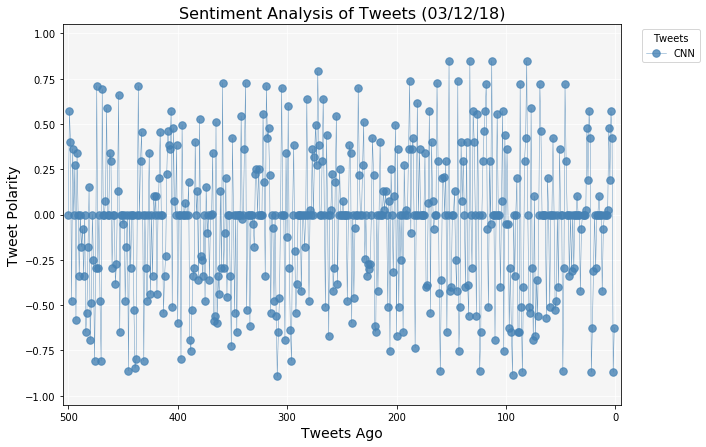 Sentiment Analysis of Tweets (03/12/18)
Tweets
CNN
Tweet Polarity
1.00
0.75
0.50
0.25
0.00
−0.25
−0.50
−0.75
−1.00
500 400 300 200 100 0
Tweets Ago